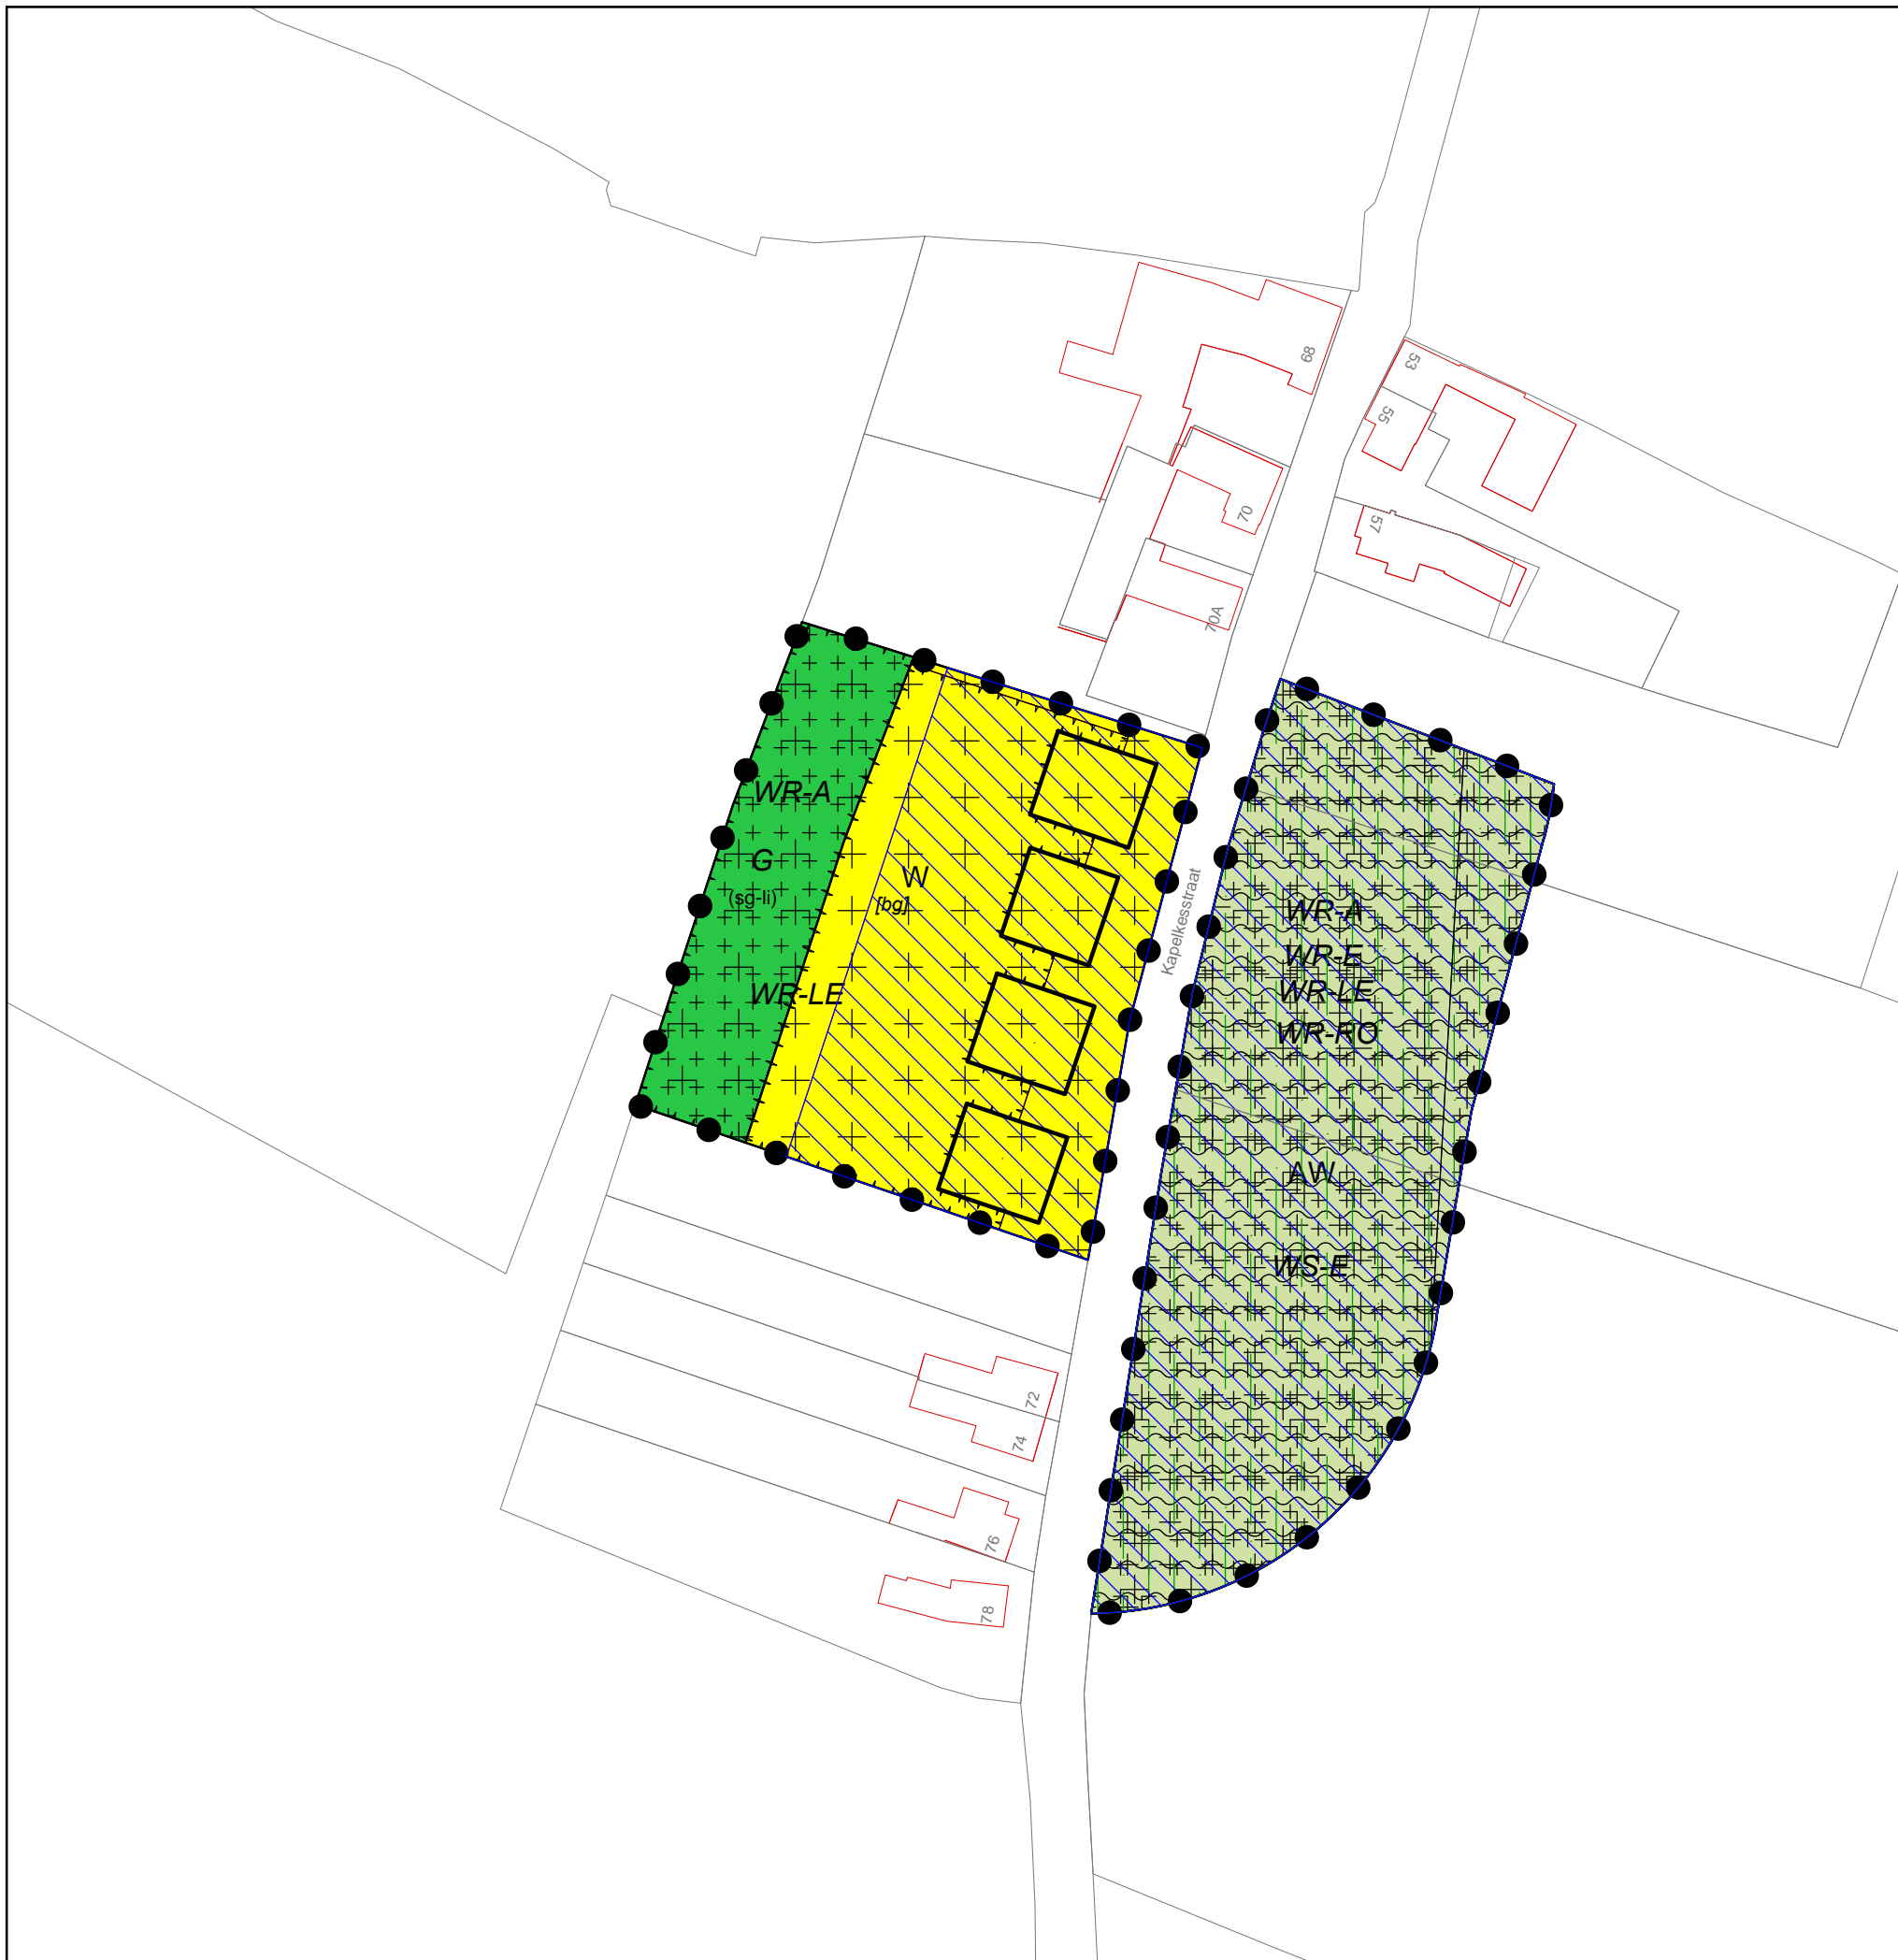 89
53
55
70
57
70A
WR-A
G
(sg-li)
W
[bg]
WR-LE
Kapelkesstraat
WR-A
WR-E
WR-LE
WR-RO
AW
WS-E
72
74
76
78